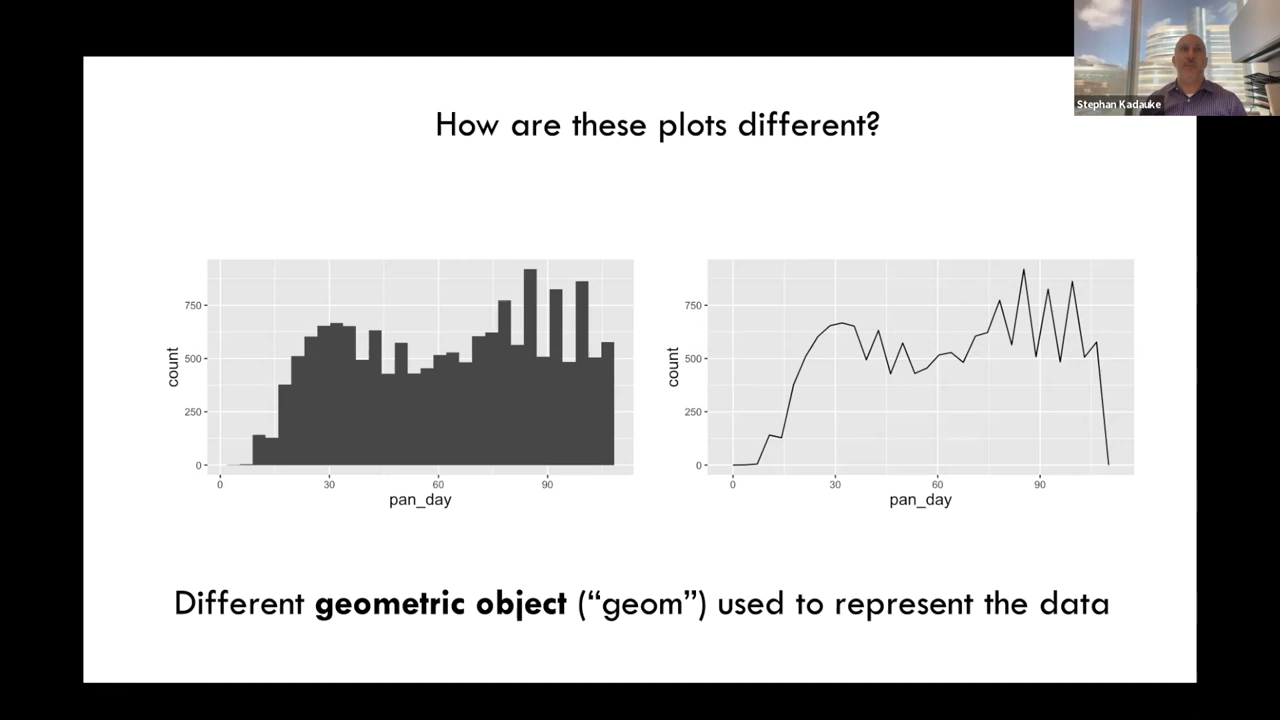 Stephan Kadauke
How are these plots different?
750
500
250
0
count
0 30 60 90
pan_day
750
500
250
0
count
0 30 60 90
pan_day
Different geometric object (“geom”) used to represent the data